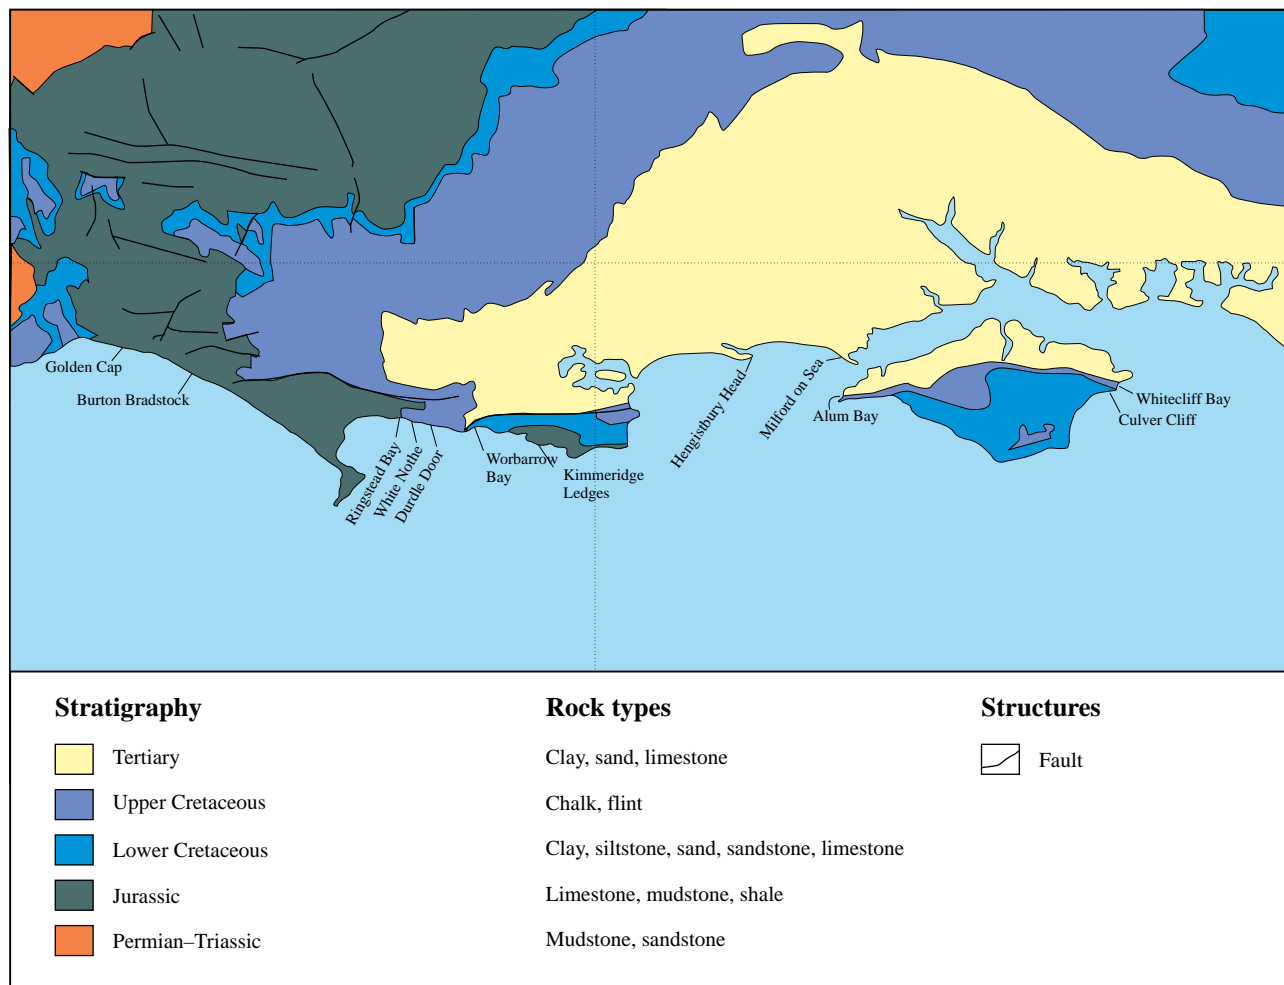 Golden Cap
Burton Bradstock
Ringstead Bay
White Nothe
Durdle Door
Worbarrow
Bay
Kimmeridge
Ledges
Hengistbury Head
Milford on Sea
Alum Bay
Whitecliff Bay
Culver Cliff
Stratigraphy
Rock types
Structures
Tertiary
Clay, sand, limestone
Fault
Upper Cretaceous
Chalk, flint
Lower Cretaceous
Clay, siltstone, sand, sandstone, limestone
Jurassic
Limestone, mudstone, shale
Permian–Triassic
Mudstone, sandstone